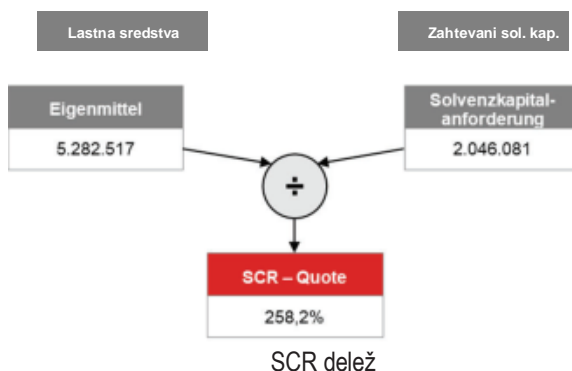 Lastna sredstva
Zahtevani sol. kap.
Eigenmittel
5.282.517
Solvenzkapital-
anforderung
2.046.081
÷
SCR – Quote
258,2%
SCR delež